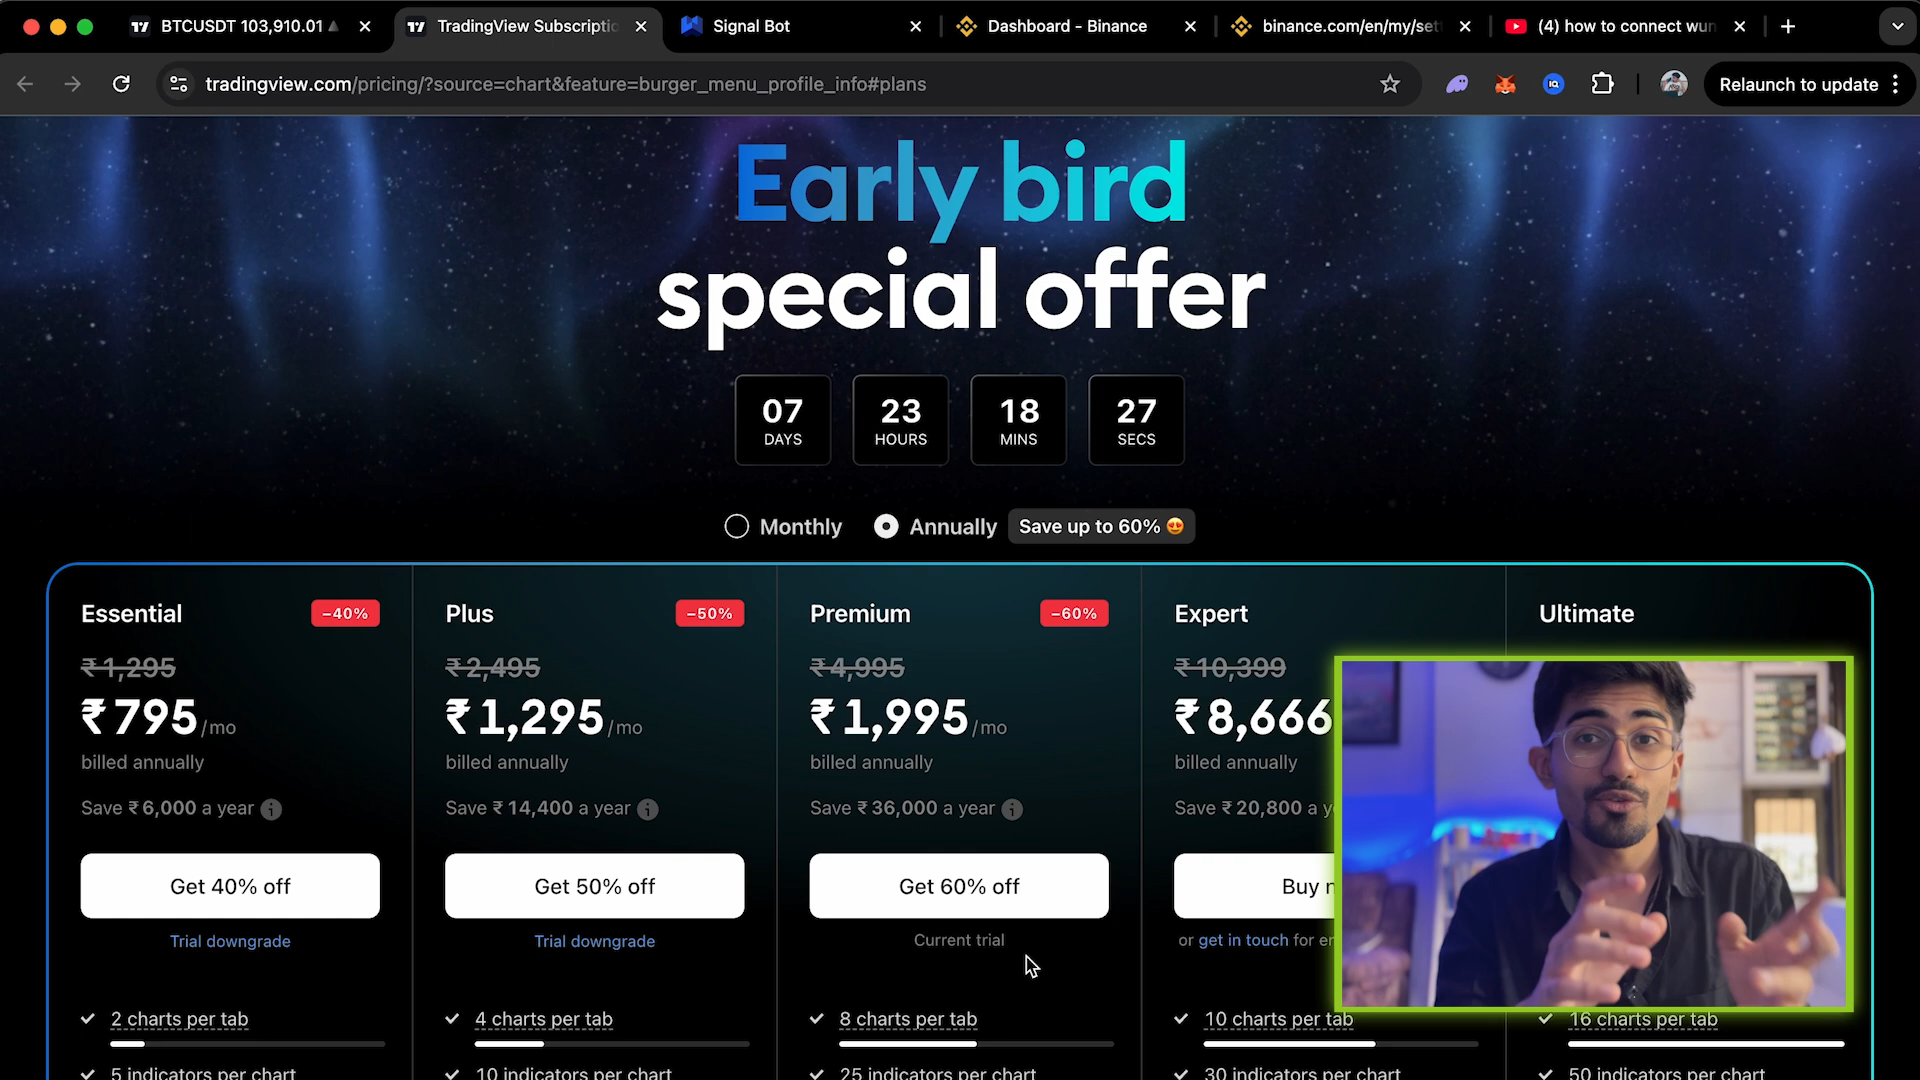 BTCUSDT 103,910.01
TradingView Subscriptio
Signal Bot
Dashboard - Binance
binance.com/en/my/set
(4) how to connect wun
tradingview.com/pricing/?source=chart&feature=burger_menu_profile_info#plans
Relaunch to update
Early bird
special offer
07 23 18 27
DAYS HOURS MINS SECS
Monthly Annually Save up to 60%
Essential -40%
₹1,295
₹795/mo
billed annually
Save ₹6,000 a year
Get 40% off
Trial downgrade
2 charts per tab
5 indicators per chart
Plus -50%
₹2,495
₹1,295/mo
billed annually
Save ₹14,400 a year
Get 50% off
Trial downgrade
4 charts per tab
10 indicators per chart
Premium -60%
₹4,995
₹1,995/mo
billed annually
Save ₹36,000 a year
Get 60% off
Current trial
8 charts per tab
25 indicators per chart
Expert
₹10,399
₹8,666
billed annually
Save ₹20,800 a y
Buy
or get in touch for
10 charts per tab
30 indicators per chart
Ultimate
16 charts per tab
50 indicators per chart